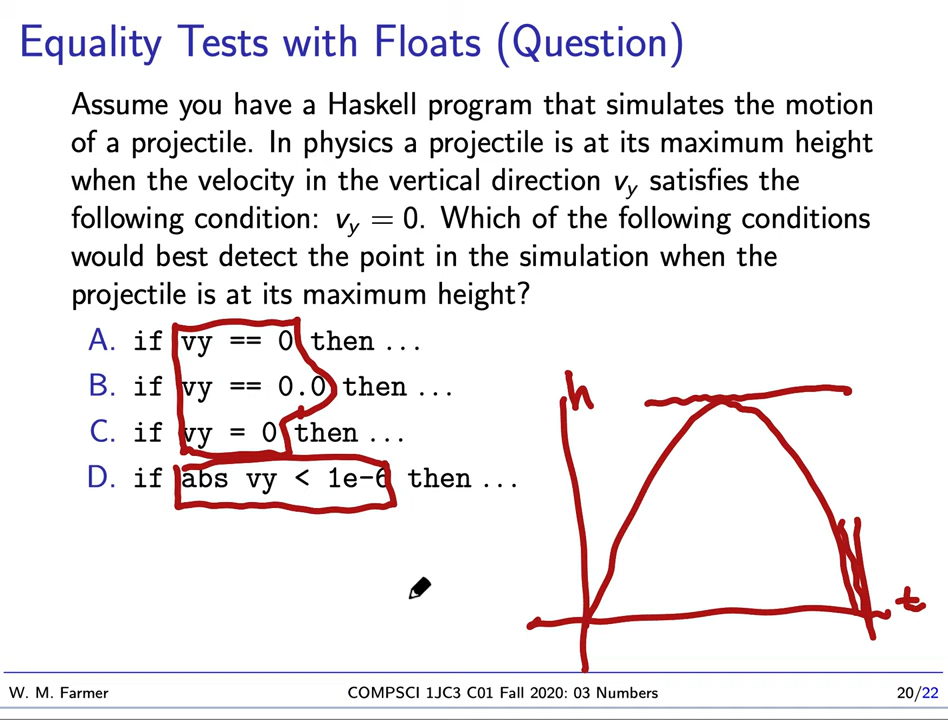 Equality Tests with Floats (Question)
Assume you have a Haskell program that simulates the motion
of a projectile. In physics a projectile is at its maximum height
when the velocity in the vertical direction vy satisfies the
following condition: vy = 0. Which of the following conditions
would best detect the point in the simulation when the
projectile is at its maximum height?
A. if vy == 0 then ...
B. if vy == 0.0 then ...
C. if vy = 0 then ...
D. if abs vy < 1e-6 then ...
h
t
W. M. Farmer COMPSCI 1JC3 C01 Fall 2020: 03 Numbers 20/22